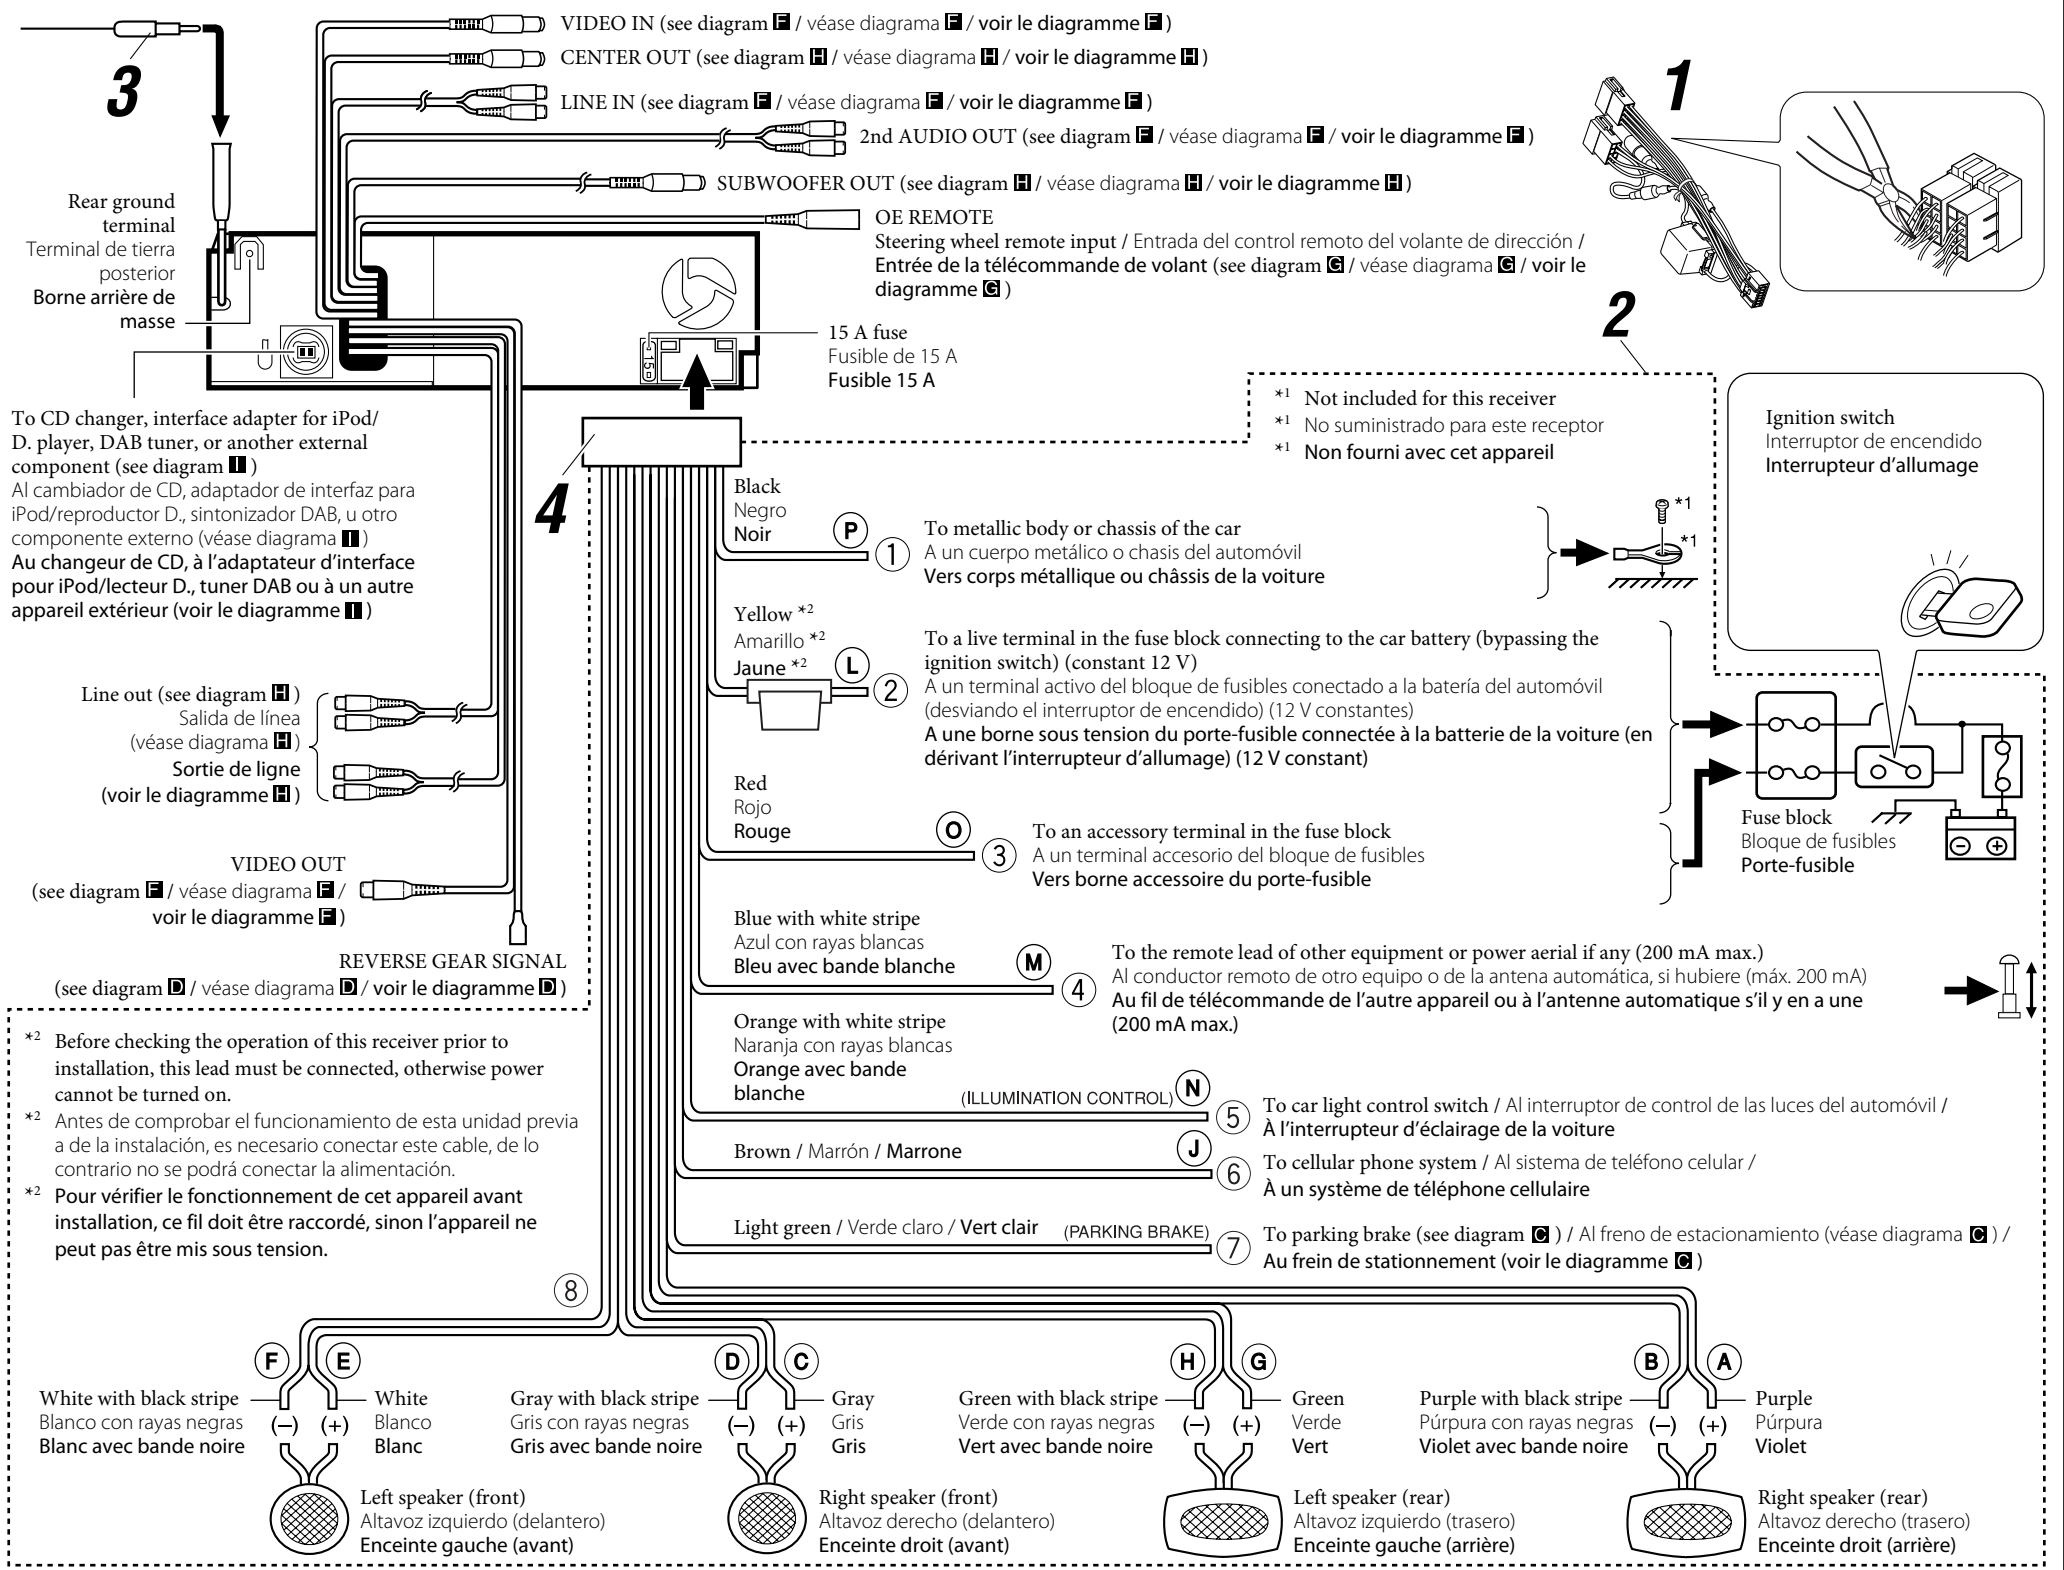 VIDEO IN (see diagram F / véase diagrama F / voir le diagramme F )
3
CENTER OUT (see diagram H / véase diagrama H / voir le diagramme H )
LINE IN (see diagram F / véase diagrama F / voir le diagramme F )
2nd AUDIO OUT (see diagram F / véase diagrama F / voir le diagramme F )
SUBWOOFER OUT (see diagram H / véase diagrama H / voir le diagramme H )
OE REMOTE
Steering wheel remote input / Entrada del control remoto del volante de dirección /
Entrée de la télécommande de volant (see diagram G / véase diagrama G / voir le
diagramme G )
1
2
Rear ground
terminal
Terminal de tierra
posterior
Borne arrière de
masse
15
15 A fuse
Fusible de 15 A
Fusible 15 A
To CD changer, interface adapter for iPod/
D. player, DAB tuner, or another external
component (see diagram I )
Al cambiador de CD, adaptador de interfaz para
iPod/reproductor D., sintonizador DAB, u otro
componente externo (véase diagrama I )
Au changeur de CD, à l'adaptateur d'interface
pour iPod/lecteur D., tuner DAB ou à un autre
appareil extérieur (voir le diagramme I )
*1 Not included for this receiver
*1 No suministrado para este receptor
*1 Non fourni avec cet appareil
Ignition switch
Interruptor de encendido
Interrupteur d'allumage
4
Black
Negro
Noir
P
1
To metallic body or chassis of the car
A un cuerpo metálico o chasis del automóvil
Vers corps métallique ou châssis de la voiture
*1
*1
Yellow *2
Amarillo *2
Jaune *2
L
2
To a live terminal in the fuse block connecting to the car battery (bypassing the
ignition switch) (constant 12 V)
A un terminal activo del bloque de fusibles conectado a la batería del automóvil
(desviando el interruptor de encendido) (12 V constantes)
A une borne sous tension du porte-fusible connectée à la batterie de la voiture (en
dérivant l'interrupteur d'allumage) (12 V constant)
Line out (see diagram H )
Salida de línea
(véase diagrama H )
Sortie de ligne
(voir le diagramme H )
Red
Rojo
Rouge
O
3
To an accessory terminal in the fuse block
A un terminal accesorio del bloque de fusibles
Vers borne accessoire du porte-fusible
Fuse block
Bloque de fusibles
Porte-fusible
− +
VIDEO OUT
(see diagram F / véase diagrama F /
voir le diagramme F )
REVERSE GEAR SIGNAL
(see diagram D / véase diagrama D / voir le diagramme D )
Blue with white stripe
Azul con rayas blancas
Bleu avec bande blanche
M
4
To the remote lead of other equipment or power aerial if any (200 mA max.)
Al conductor remoto de otro equipo o de la antena automática, si hubiere (máx. 200 mA)
Au fil de télécommande de l'autre appareil ou à l'antenne automatique s'il y en a une
(200 mA max.)
*2 Before checking the operation of this receiver prior to
installation, this lead must be connected, otherwise power
cannot be turned on.
*2 Antes de comprobar el funcionamiento de esta unidad previa
a de la instalación, es necesario conectar este cable, de lo
contrario no se podrá conectar la alimentación.
*2 Pour vérifier le fonctionnement de cet appareil avant
installation, ce fil doit être raccordé, sinon l'appareil ne
peut pas être mis sous tension.
Orange with white stripe
Naranja con rayas blancas
Orange avec bande
blanche
(ILLUMINATION CONTROL)
N
5
To car light control switch / Al interruptor de control de las luces del automóvil /
À l'interrupteur d'éclairage de la voiture
Brown / Marrón / Marrone
J
6
To cellular phone system / Al sistema de teléfono celular /
À un système de téléphone cellulaire
Light green / Verde claro / Vert clair
(PARKING BRAKE)
7
To parking brake (see diagram C ) / Al freno de estacionamiento (véase diagrama C ) /
Au frein de stationnement (voir le diagramme C )
8
F E
White with black stripe
Blanco con rayas negras
Blanc avec bande noire
(−) (+)
White
Blanco
Blanc
Left speaker (front)
Altavoz izquierdo (delantero)
Enceinte gauche (avant)
D C
Gray with black stripe
Gris con rayas negras
Gris avec bande noire
(−) (+)
Gray
Gris
Gris
Right speaker (front)
Altavoz derecho (delantero)
Enceinte droit (avant)
H G
Green with black stripe
Verde con rayas negras
Vert avec bande noire
(−) (+)
Green
Verde
Vert
Left speaker (rear)
Altavoz izquierdo (trasero)
Enceinte gauche (arrière)
B A
Purple with black stripe
Púrpura con rayas negras
Violet avec bande noire
(−) (+)
Purple
Púrpura
Violet
Right speaker (rear)
Altavoz derecho (trasero)
Enceinte droit (arrière)